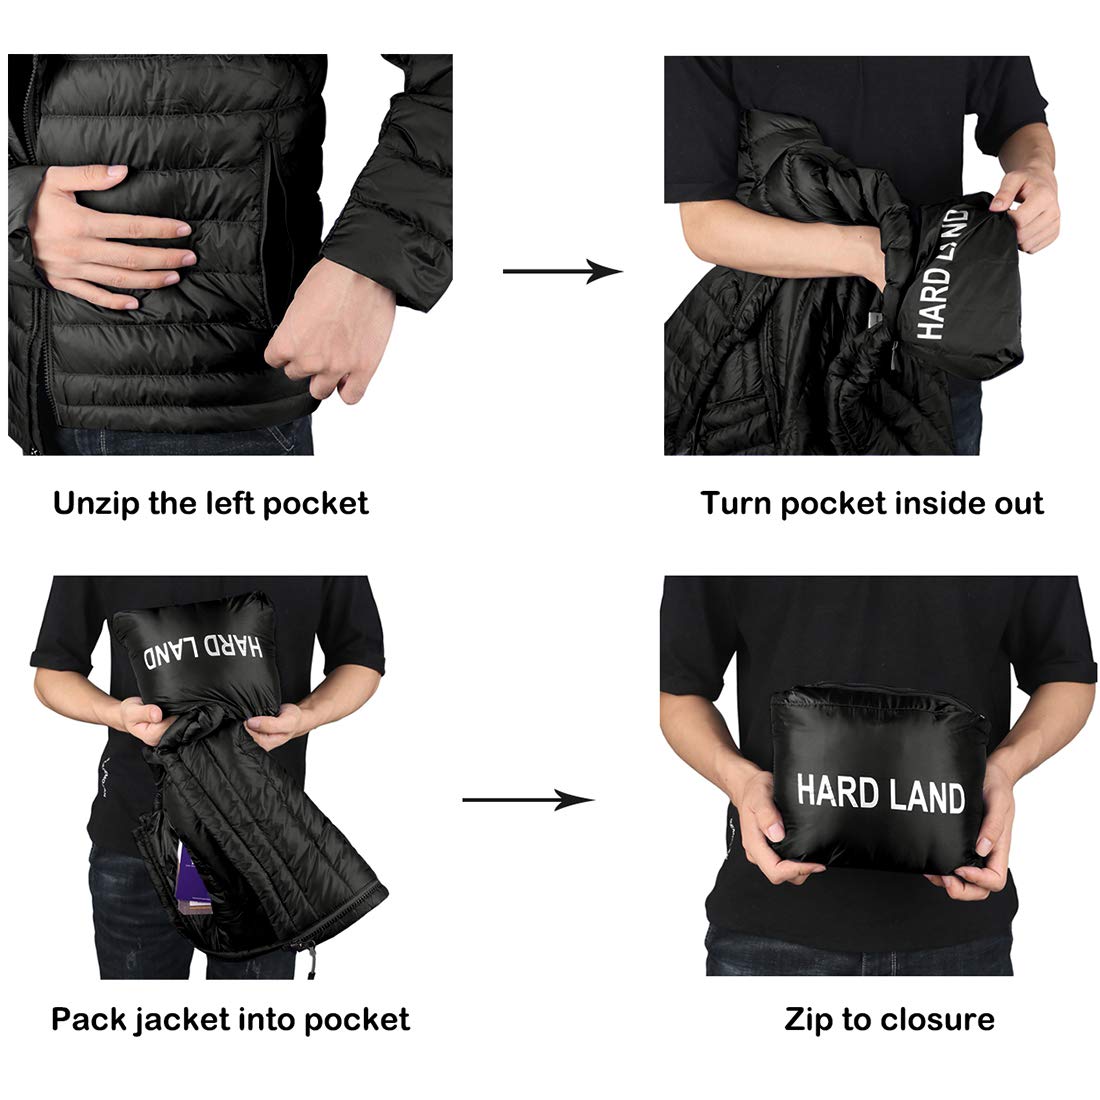 HARD LAND
Unzip the left pocket
Turn pocket inside out
HARD LAND
HARD LAND
Pack jacket into pocket
Zip to closure